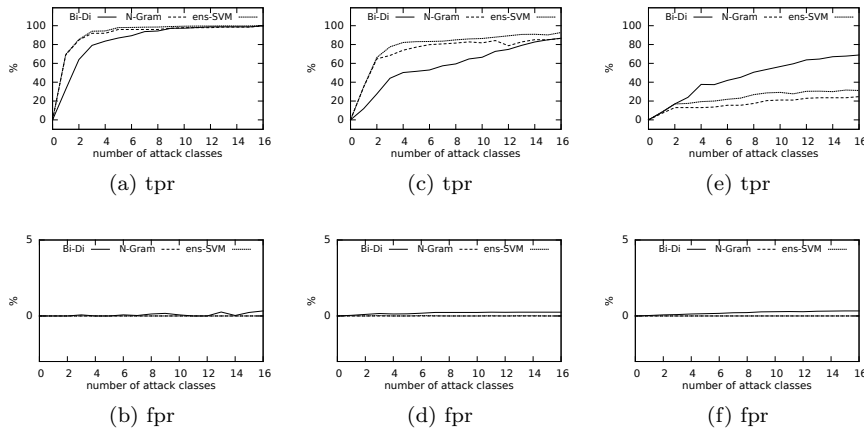 Bi-Di N-Gram ens-SVM
100
80
60
40
20
0
%
0 2 4 6 8 10 12 14 16
number of attack classes
(a) tpr
Bi-Di N-Gram ens-SVM
100
80
60
40
20
0
%
0 2 4 6 8 10 12 14 16
number of attack classes
(c) tpr
Bi-Di N-Gram ens-SVM
100
80
60
40
20
0
%
0 2 4 6 8 10 12 14 16
number of attack classes
(e) tpr
Bi-Di N-Gram ens-SVM
5
0
%
0 2 4 6 8 10 12 14 16
number of attack classes
(b) fpr
Bi-Di N-Gram ens-SVM
5
0
%
0 2 4 6 8 10 12 14 16
number of attack classes
(d) fpr
Bi-Di N-Gram ens-SVM
5
0
%
0 2 4 6 8 10 12 14 16
number of attack classes
(f) fpr